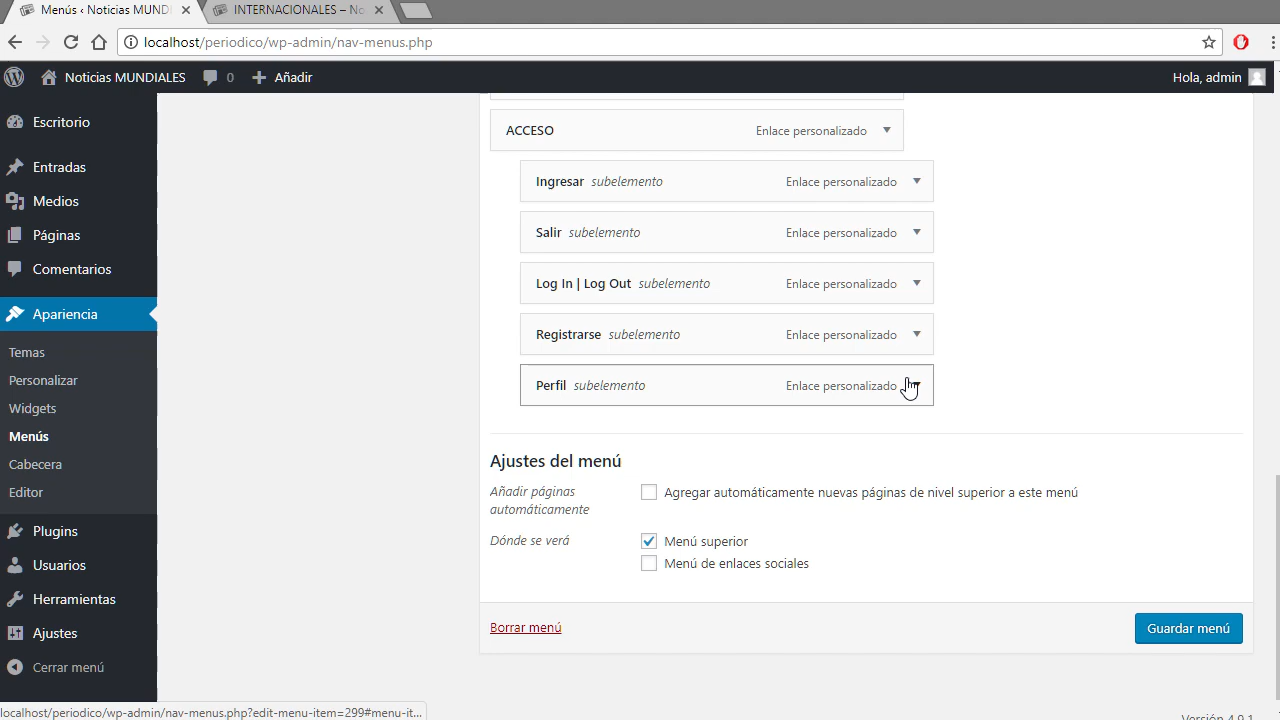 Menús ‹ Noticias MUNDI
INTERNACIONALES – No
localhost/periodico/wp-admin/nav-menus.php
Noticias MUNDIALES
0
Añadir
Hola, admin
Escritorio
Entradas
Medios
Páginas
Comentarios
Apariencia
Temas
Personalizar
Widgets
Menús
Cabecera
Editor
Plugins
Usuarios
Herramientas
Ajustes
Cerrar menú
ACCESO Enlace personalizado
Ingresar subelemento Enlace personalizado
Salir subelemento Enlace personalizado
Log In | Log Out subelemento Enlace personalizado
Registrarse subelemento Enlace personalizado
Perfil subelemento Enlace personalizado
Ajustes del menú
Añadir páginas
automáticamente
Agregar automáticamente nuevas páginas de nivel superior a este menú
Dónde se verá
Menú superior
Menú de enlaces sociales
Borrar menú
Guardar menú
localhost/periodico/wp-admin/nav-menus.php?edit-menu-item=299#menu-it...
Versión 4.9.1